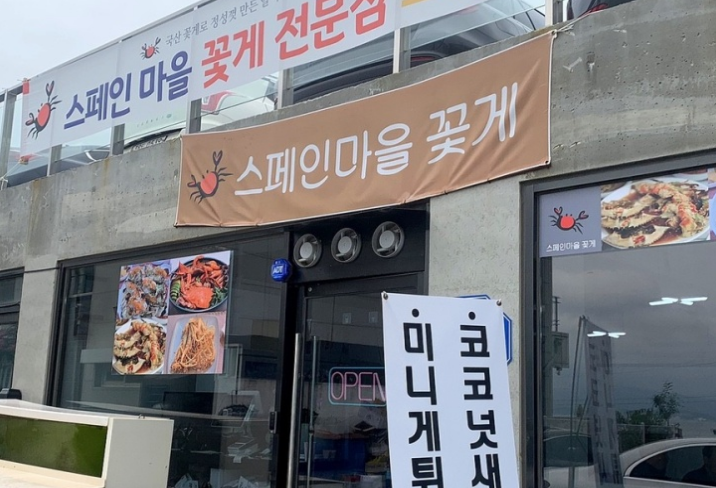 국산 꽃게로 정성껏 만든
스페인 마을 꽃게 전문점
스페인마을 꽃게
스페인마을 꽃게
OPEN
코코넛새
미니게튀